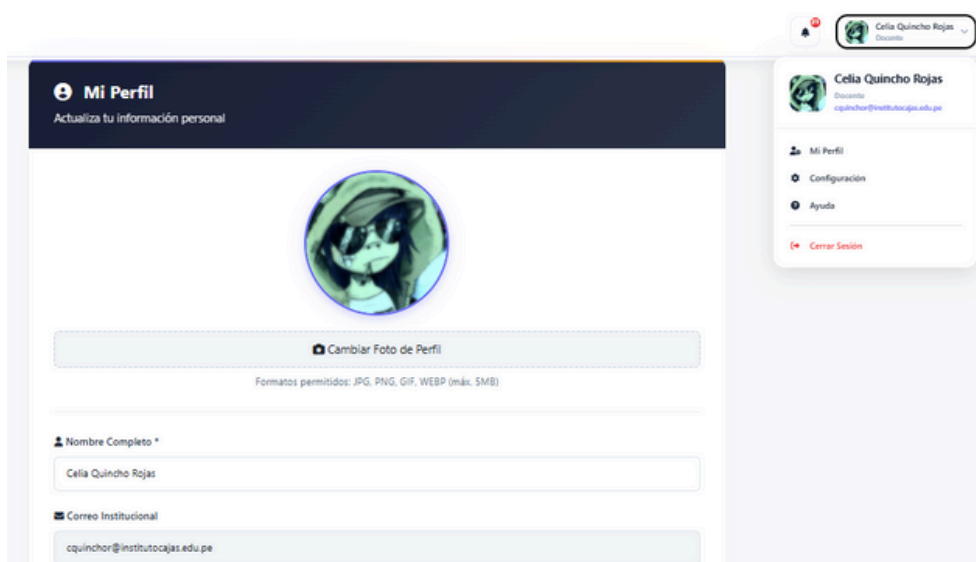 Celia Quincho Rojas
Docente
Mi Perfil
Actualiza tu información personal
Cambiar Foto de Perfil
Formatos permitidos: JPG, PNG, GIF, WEBP (máx. 5MB)
Nombre Completo *
Celia Quincho Rojas
Correo Institucional
cquinchor@institutocajas.edu.pe
Celia Quincho Rojas
Docente
cquinchor@institutocajas.edu.pe
Mi Perfil
Configuración
Ayuda
Cerrar Sesión